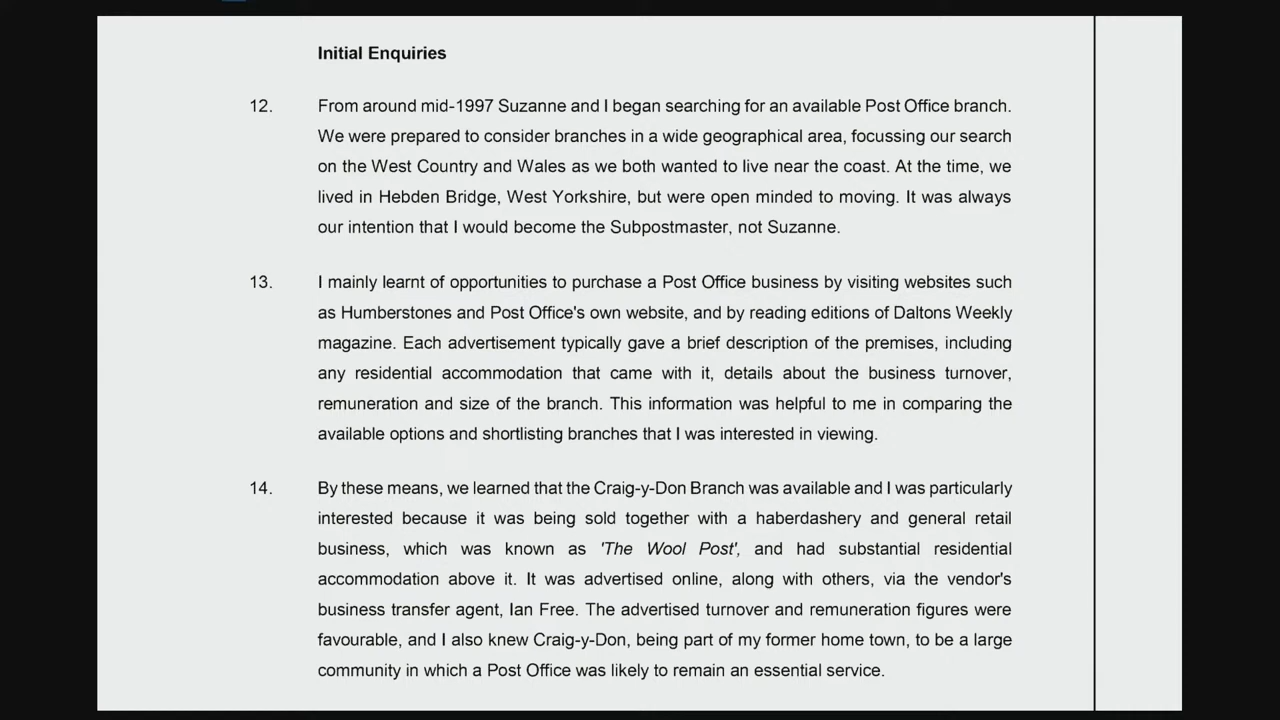 Initial Enquiries
12. From around mid-1997 Suzanne and I began searching for an available Post Office branch.
We were prepared to consider branches in a wide geographical area, focussing our search
on the West Country and Wales as we both wanted to live near the coast. At the time, we
lived in Hebden Bridge, West Yorkshire, but were open minded to moving. It was always
our intention that I would become the Subpostmaster, not Suzanne.
13. I mainly learnt of opportunities to purchase a Post Office business by visiting websites such
as Humberstones and Post Office's own website, and by reading editions of Daltons Weekly
magazine. Each advertisement typically gave a brief description of the premises, including
any residential accommodation that came with it, details about the business turnover,
remuneration and size of the branch. This information was helpful to me in comparing the
available options and shortlisting branches that I was interested in viewing.
14. By these means, we learned that the Craig-y-Don Branch was available and I was particularly
interested because it was being sold together with a haberdashery and general retail
business, which was known as 'The Wool Post', and had substantial residential
accommodation above it. It was advertised online, along with others, via the vendor's
business transfer agent, Ian Free. The advertised turnover and remuneration figures were
favourable, and I also knew Craig-y-Don, being part of my former home town, to be a large
community in which a Post Office was likely to remain an essential service.